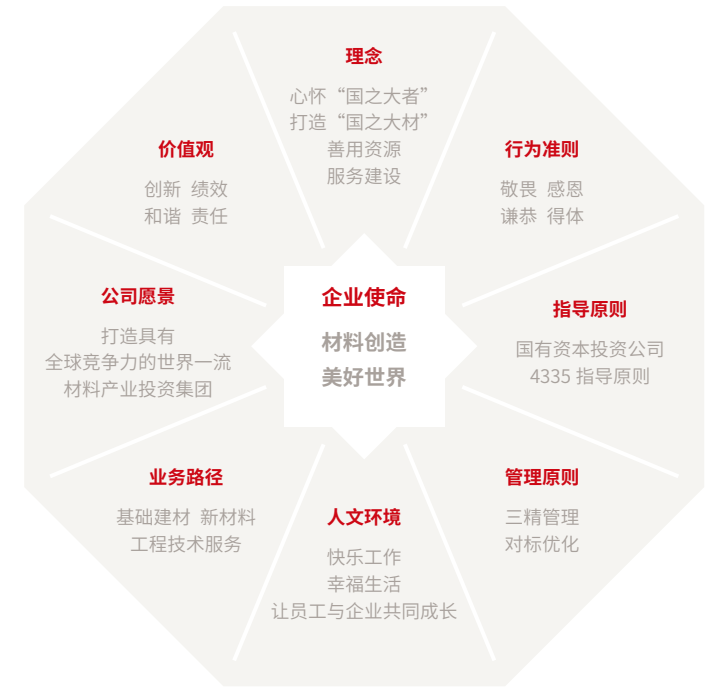 理念
心怀“国之大者”
打造“国之大材”
善用资源
服务建设
价值观
创新 绩效
和谐 责任
行为准则
敬畏 感恩
谦恭 得体
公司愿景
打造具有
全球竞争力的世界一流
材料产业投资集团
企业使命
材料创造
美好世界
指导原则
国有资本投资公司
4335 指导原则
业务路径
基础建材 新材料
工程技术服务
人文环境
快乐工作
幸福生活
让员工与企业共同成长
管理原则
三精管理
对标优化